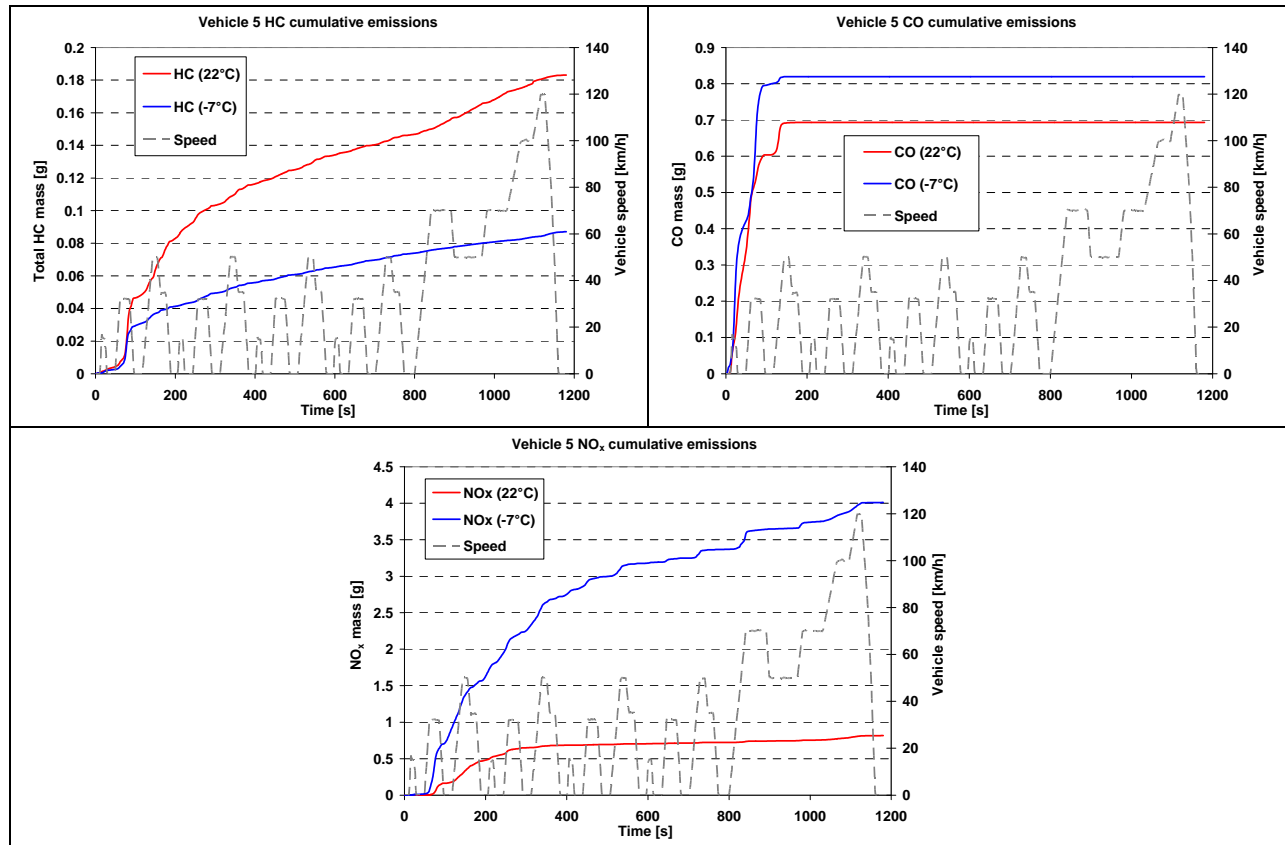 Vehicle 5 HC cumulative emissions
0
0.02
0.04
0.06
0.08
0.1
0.12
0.14
0.16
0.18
0.2
0 200 400 600 800 1000 1200
Time [s]
Total HC mass [g]
0
20
40
60
80
100
120
140
Vehicle speed [km/h]
HC (22°C)
HC (-7°C)
Speed
Vehicle 5 CO cumulative emissions
0
0.1
0.2
0.3
0.4
0.5
0.6
0.7
0.8
0.9
0 200 400 600 800 1000 1200
Time [s]
CO mass [g]
0
20
40
60
80
100
120
140
Vehicle speed [km/h]
CO (22°C)
CO (-7°C)
Speed
Vehicle 5 NOx cumulative emissions
0
0.5
1
1.5
2
2.5
3
3.5
4
4.5
0 200 400 600 800 1000 1200
Time [s]
NOx mass [g]
0
20
40
60
80
100
120
140
Vehicle speed [km/h]
NOx (22°C)
NOx (-7°C)
Speed